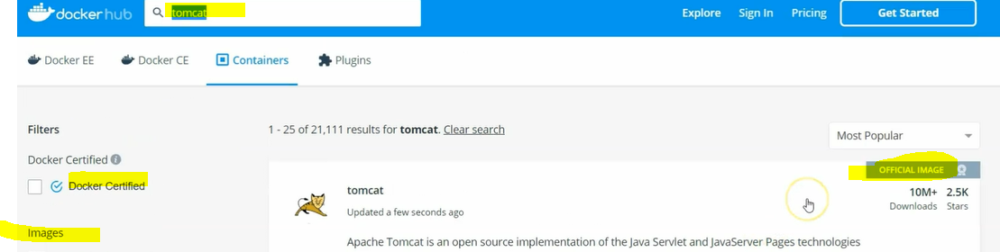 docker hub
tomcat
Explore
Sign In
Pricing
Get Started
Docker EE
Docker CE
Containers
Plugins
Filters
1 - 25 of 21,111 results for tomcat. Clear search
Most Popular
Docker Certified
Docker Certified
OFFICIAL IMAGE
tomcat
Updated a few seconds ago
10M+ 2.5K
Downloads Stars
Images
Apache Tomcat is an open source implementation of the Java Servlet and JavaServer Pages technologies